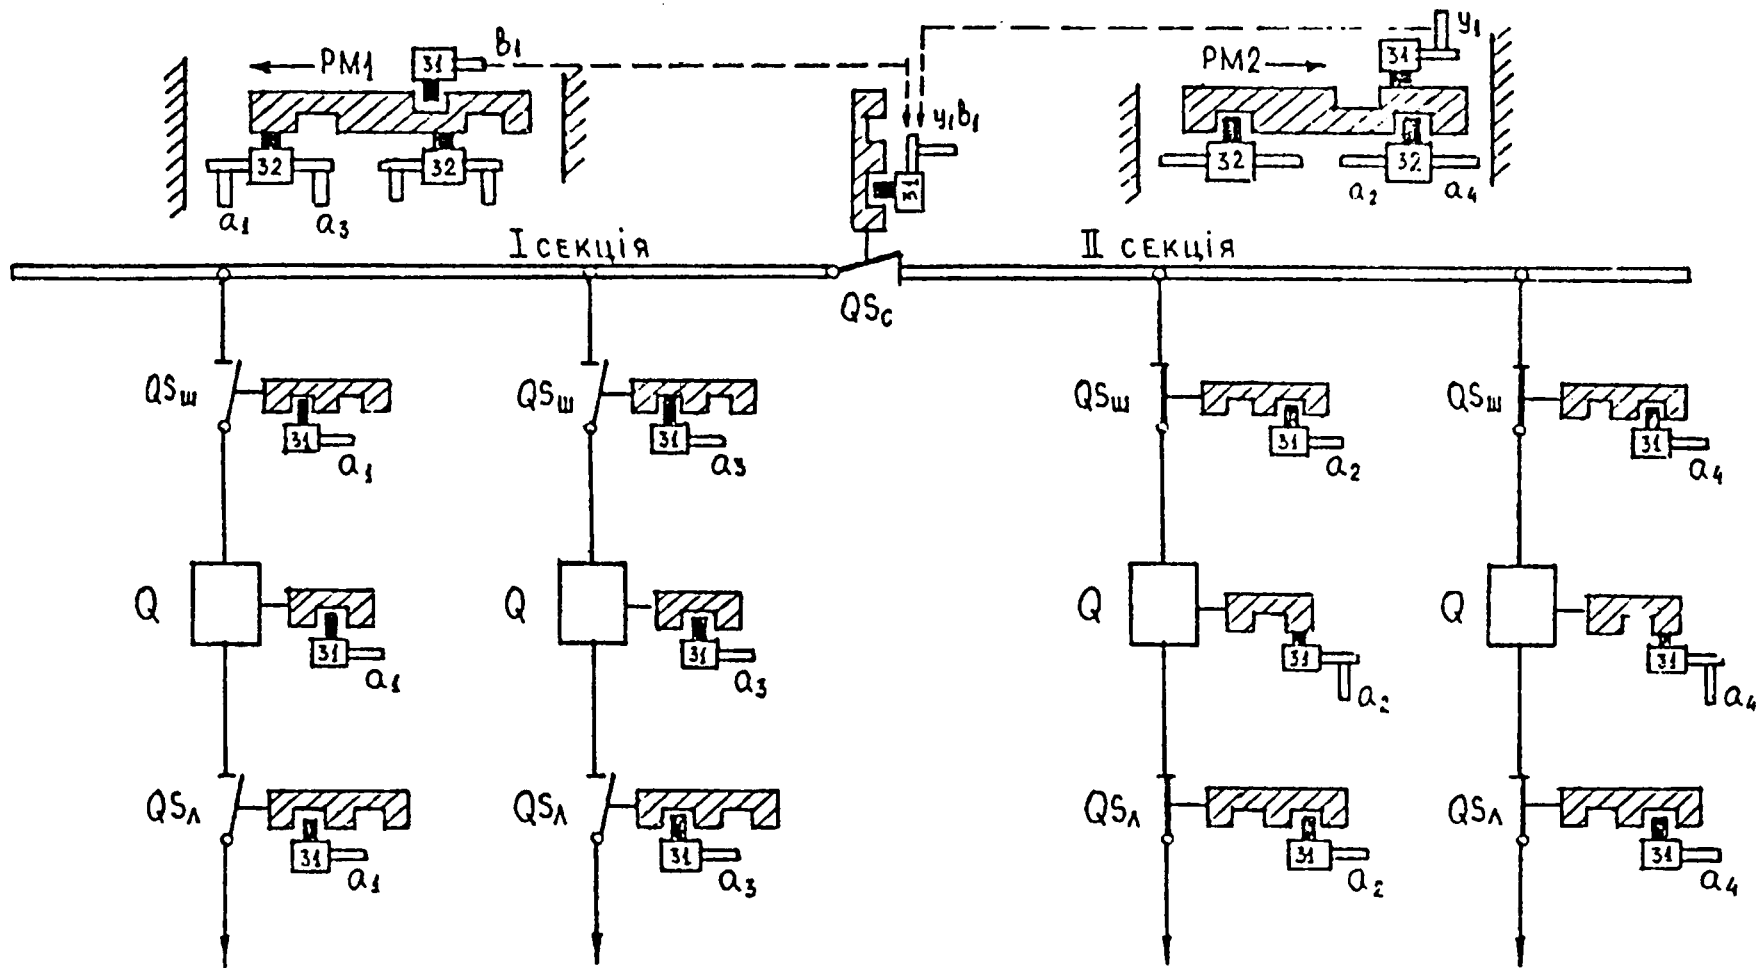 РМ1
31
в₁
у₁
31
РМ2
у₁в₁
32
32
31
32
32
а₁
а₃
а₂
а₄
I секція
II секція
QSс
QSш
31
а₁
QSш
31
а₃
QSш
31
а₂
QSш
31
а₄
Q
31
а₁
Q
31
а₃
Q
31
а₂
Q
31
а₄
QSл
31
а₁
QSл
31
а₃
QSл
31
а₂
QSл
31
а₄